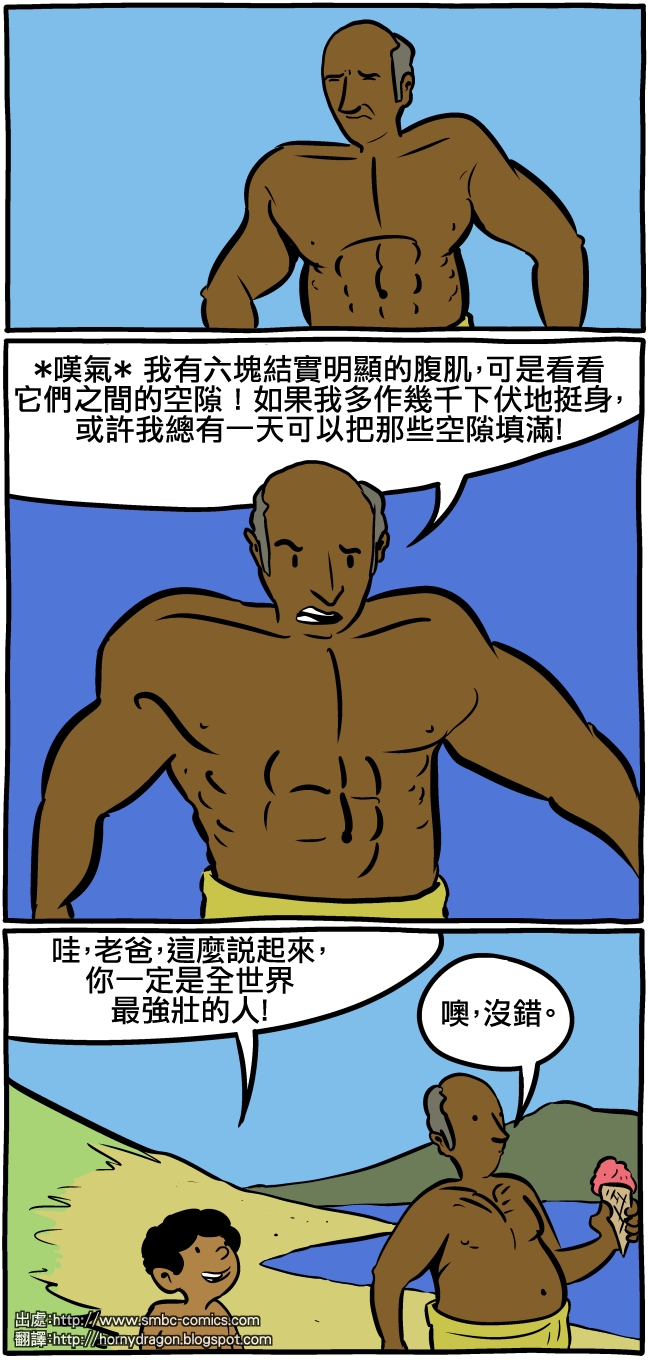 *嘆氣* 我有六塊結實明顯的腹肌，可是看看
它們之間的空隙！如果我多作幾千下伏地挺身，
或許我總有一天可以把那些空隙填滿!
哇，老爸，這麼説起來，
你一定是全世界
最強壯的人!
噢，沒錯。
出處:http://www.smbc-comics.com
翻譯:http://hornydragon.blogspot.com